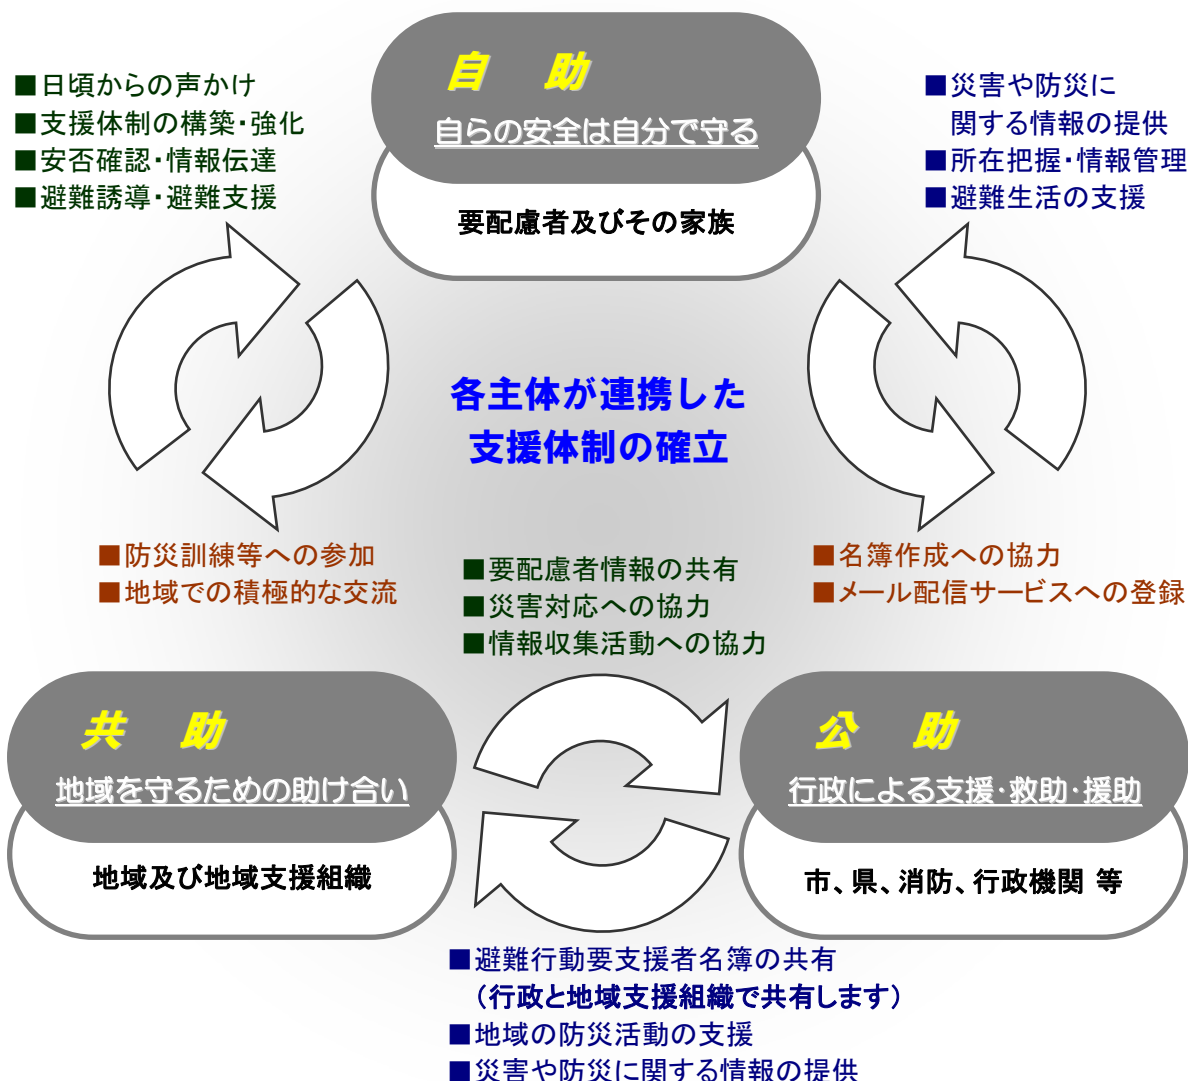 自 助
自らの安全は自分で守る
要配慮者及びその家族
■日頃からの声かけ
■支援体制の構築・強化
■安否確認・情報伝達
■避難誘導・避難支援
■災害や防災に
関する情報の提供
■所在把握・情報管理
■避難生活の支援
各主体が連携した
支援体制の確立
■防災訓練等への参加
■地域での積極的な交流
■要配慮者情報の共有
■災害対応への協力
■情報収集活動への協力
■名簿作成への協力
■メール配信サービスへの登録
共 助
地域を守るための助け合い
地域及び地域支援組織
公 助
行政による支援・救助・援助
市、県、消防、行政機関 等
■避難行動要支援者名簿の共有
（行政と地域支援組織で共有します）
■地域の防災活動の支援
■災害や防災に関する情報の提供